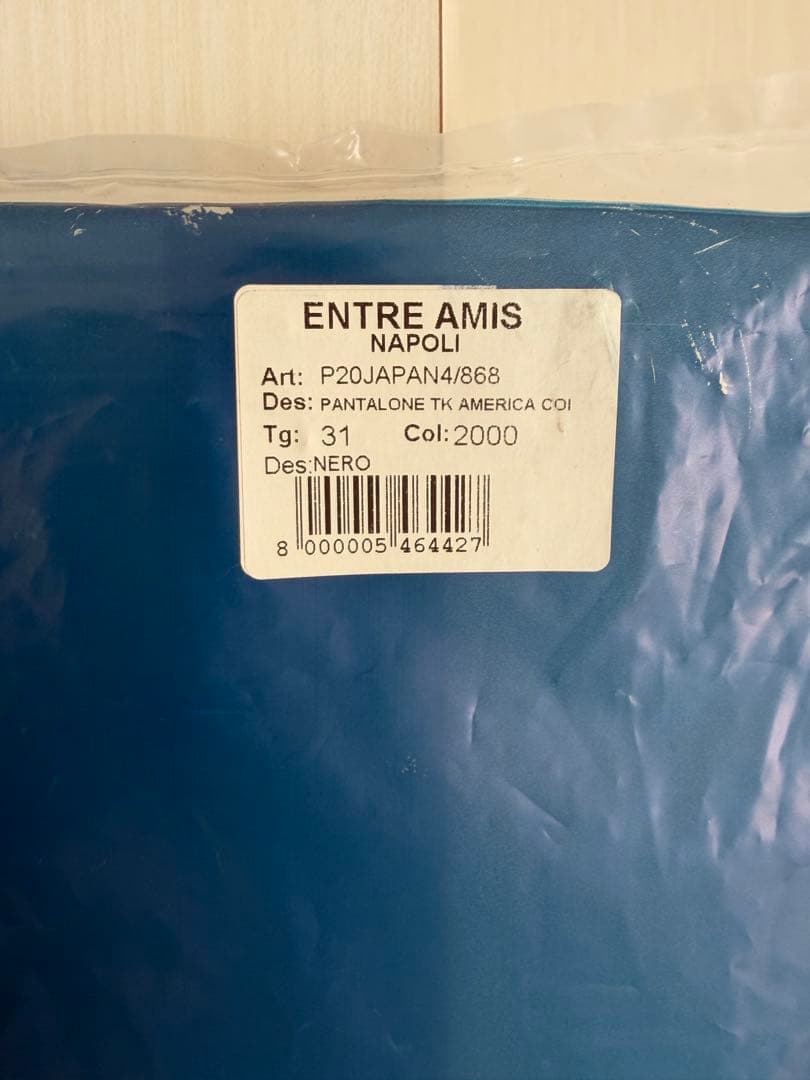 ENTRE AMIS
NAPOLI
Art: P20JAPAN4/868
Des: PANTALONE TK AMERICA COI
Tg: 31 Col: 2000
Des:NERO
8 000005 464427